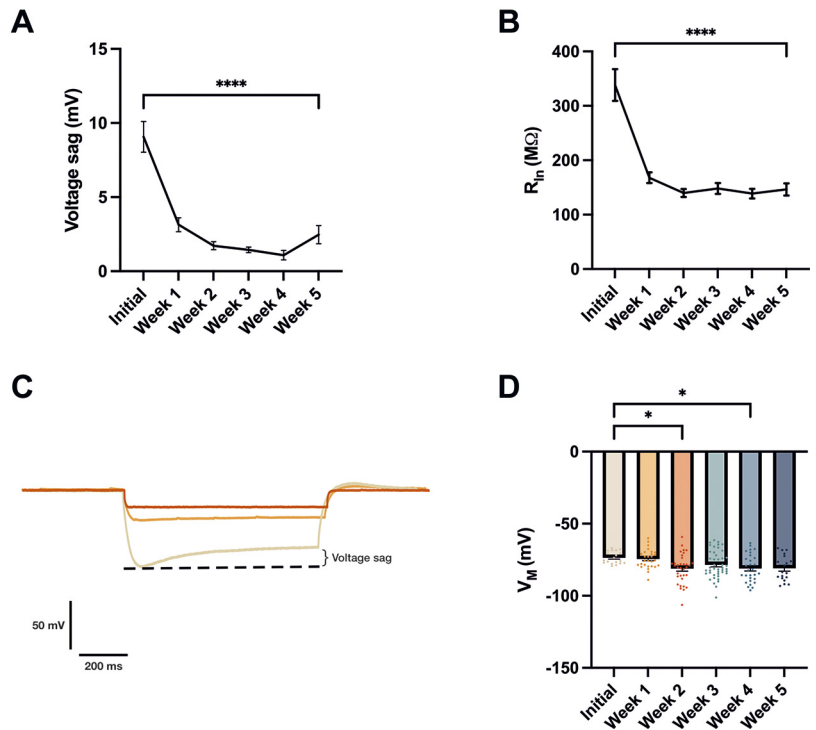 A
Voltage sag (mV)
15
10
5
0
****
Initial
Week 1
Week 2
Week 3
Week 4
Week 5
B
R_In (MΩ)
400
300
200
100
0
****
Initial
Week 1
Week 2
Week 3
Week 4
Week 5
C
} Voltage sag
50 mV
200 ms
D
V_M (mV)
0
-50
-100
-150
*
*
Initial
Week 1
Week 2
Week 3
Week 4
Week 5